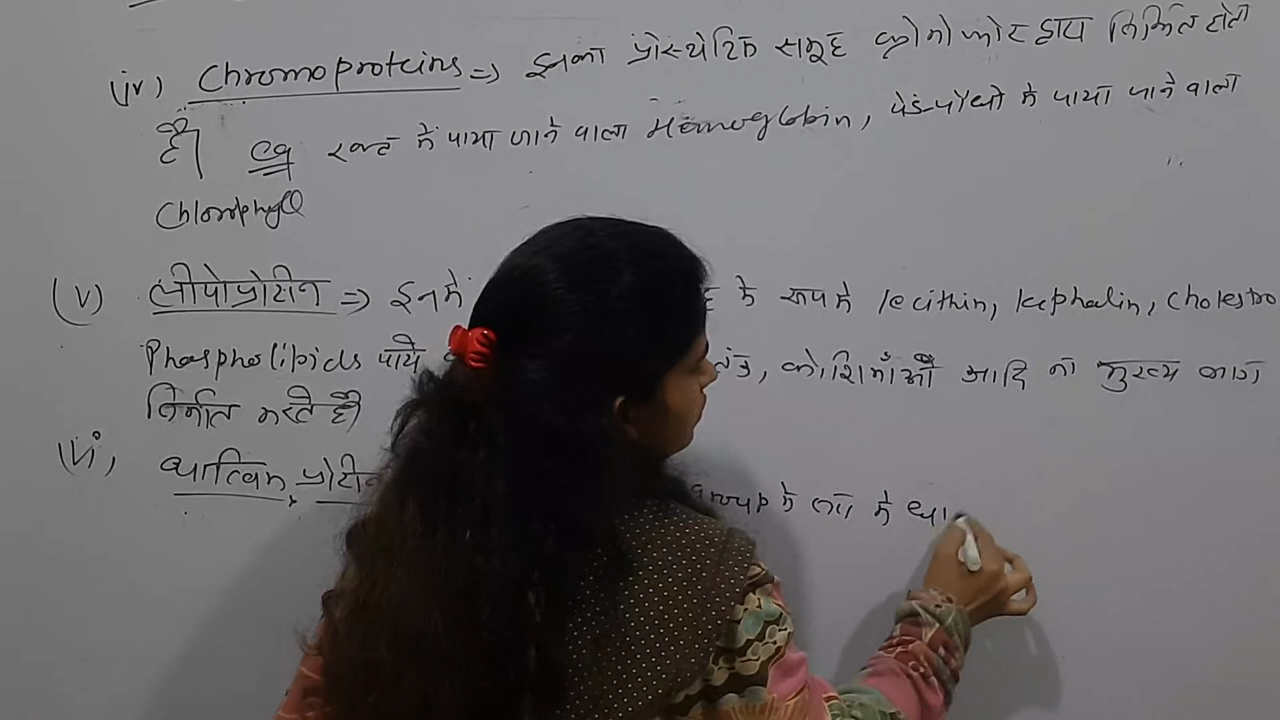 (iv) Chromoproteins => इनका प्रोस्थेटिक समूह क्रोमोफोर द्वारा निर्मित होता
है। eg रक्त में पाया जाने वाला Hemoglobin, पेड़-पौधों में पाया जाने वाला
Chlorophyll
(v) लीपोप्रोटीन => इनमें के रूप में lecithin, kephalin, cholestro
Phospholipids पाये तंत्र, कोशिकाओं आदि का मुख्य भाग
निर्मात करते है।
(vi) धात्विक प्रोटीन group के रूप में धा